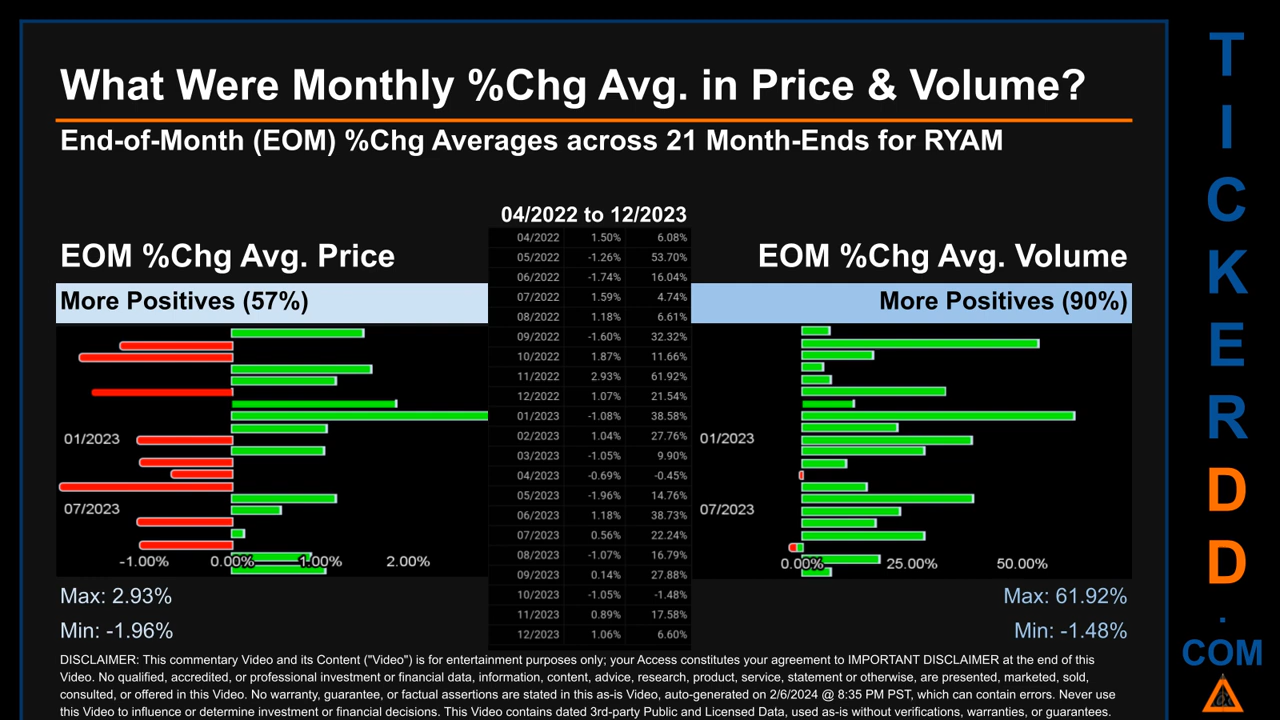 What Were Monthly %Chg Avg. in Price & Volume?
End-of-Month (EOM) %Chg Averages across 21 Month-Ends for RYAM
04/2022 to 12/2023
EOM %Chg Avg. Price
EOM %Chg Avg. Volume
More Positives (57%)
More Positives (90%)
04/2022 1.50% 6.08%
05/2022 -1.26% 53.70%
06/2022 -1.74% 16.04%
07/2022 1.59% 4.74%
08/2022 1.18% 6.61%
09/2022 -1.60% 32.32%
10/2022 1.87% 11.66%
11/2022 2.93% 61.92%
12/2022 1.07% 21.54%
01/2023 -1.08% 38.58%
02/2023 1.04% 27.76%
03/2023 -1.05% 9.90%
04/2023 -0.69% -0.45%
05/2023 -1.96% 14.76%
06/2023 1.18% 38.73%
07/2023 0.56% 22.24%
08/2023 -1.07% 16.79%
09/2023 0.14% 27.88%
10/2023 -1.05% -1.48%
11/2023 0.89% 17.58%
12/2023 1.06% 6.60%
01/2023
07/2023
-1.00% 0.00% 1.00% 2.00%
01/2023
07/2023
0.00% 25.00% 50.00%
Max: 2.93%
Min: -1.96%
Max: 61.92%
Min: -1.48%
DISCLAIMER: This commentary Video and its Content ("Video") is for entertainment purposes only; your Access constitutes your agreement to IMPORTANT DISCLAIMER at the end of this
Video. No qualified, accredited, or professional investment or financial data, information, content, advice, research, product, service, statement or otherwise, are presented, marketed, sold,
consulted, or offered in this Video. No warranty, guarantee, or factual assertions are stated in this as-is Video, auto-generated on 2/6/2024 @ 8:35 PM PST, which can contain errors. Never use
this Video to influence or determine investment or financial decisions. This Video contains dated 3rd-party Public and Licensed Data, used as-is without verifications, warranties, or guarantees.
T
I
C
K
E
R
D
D
.
COM